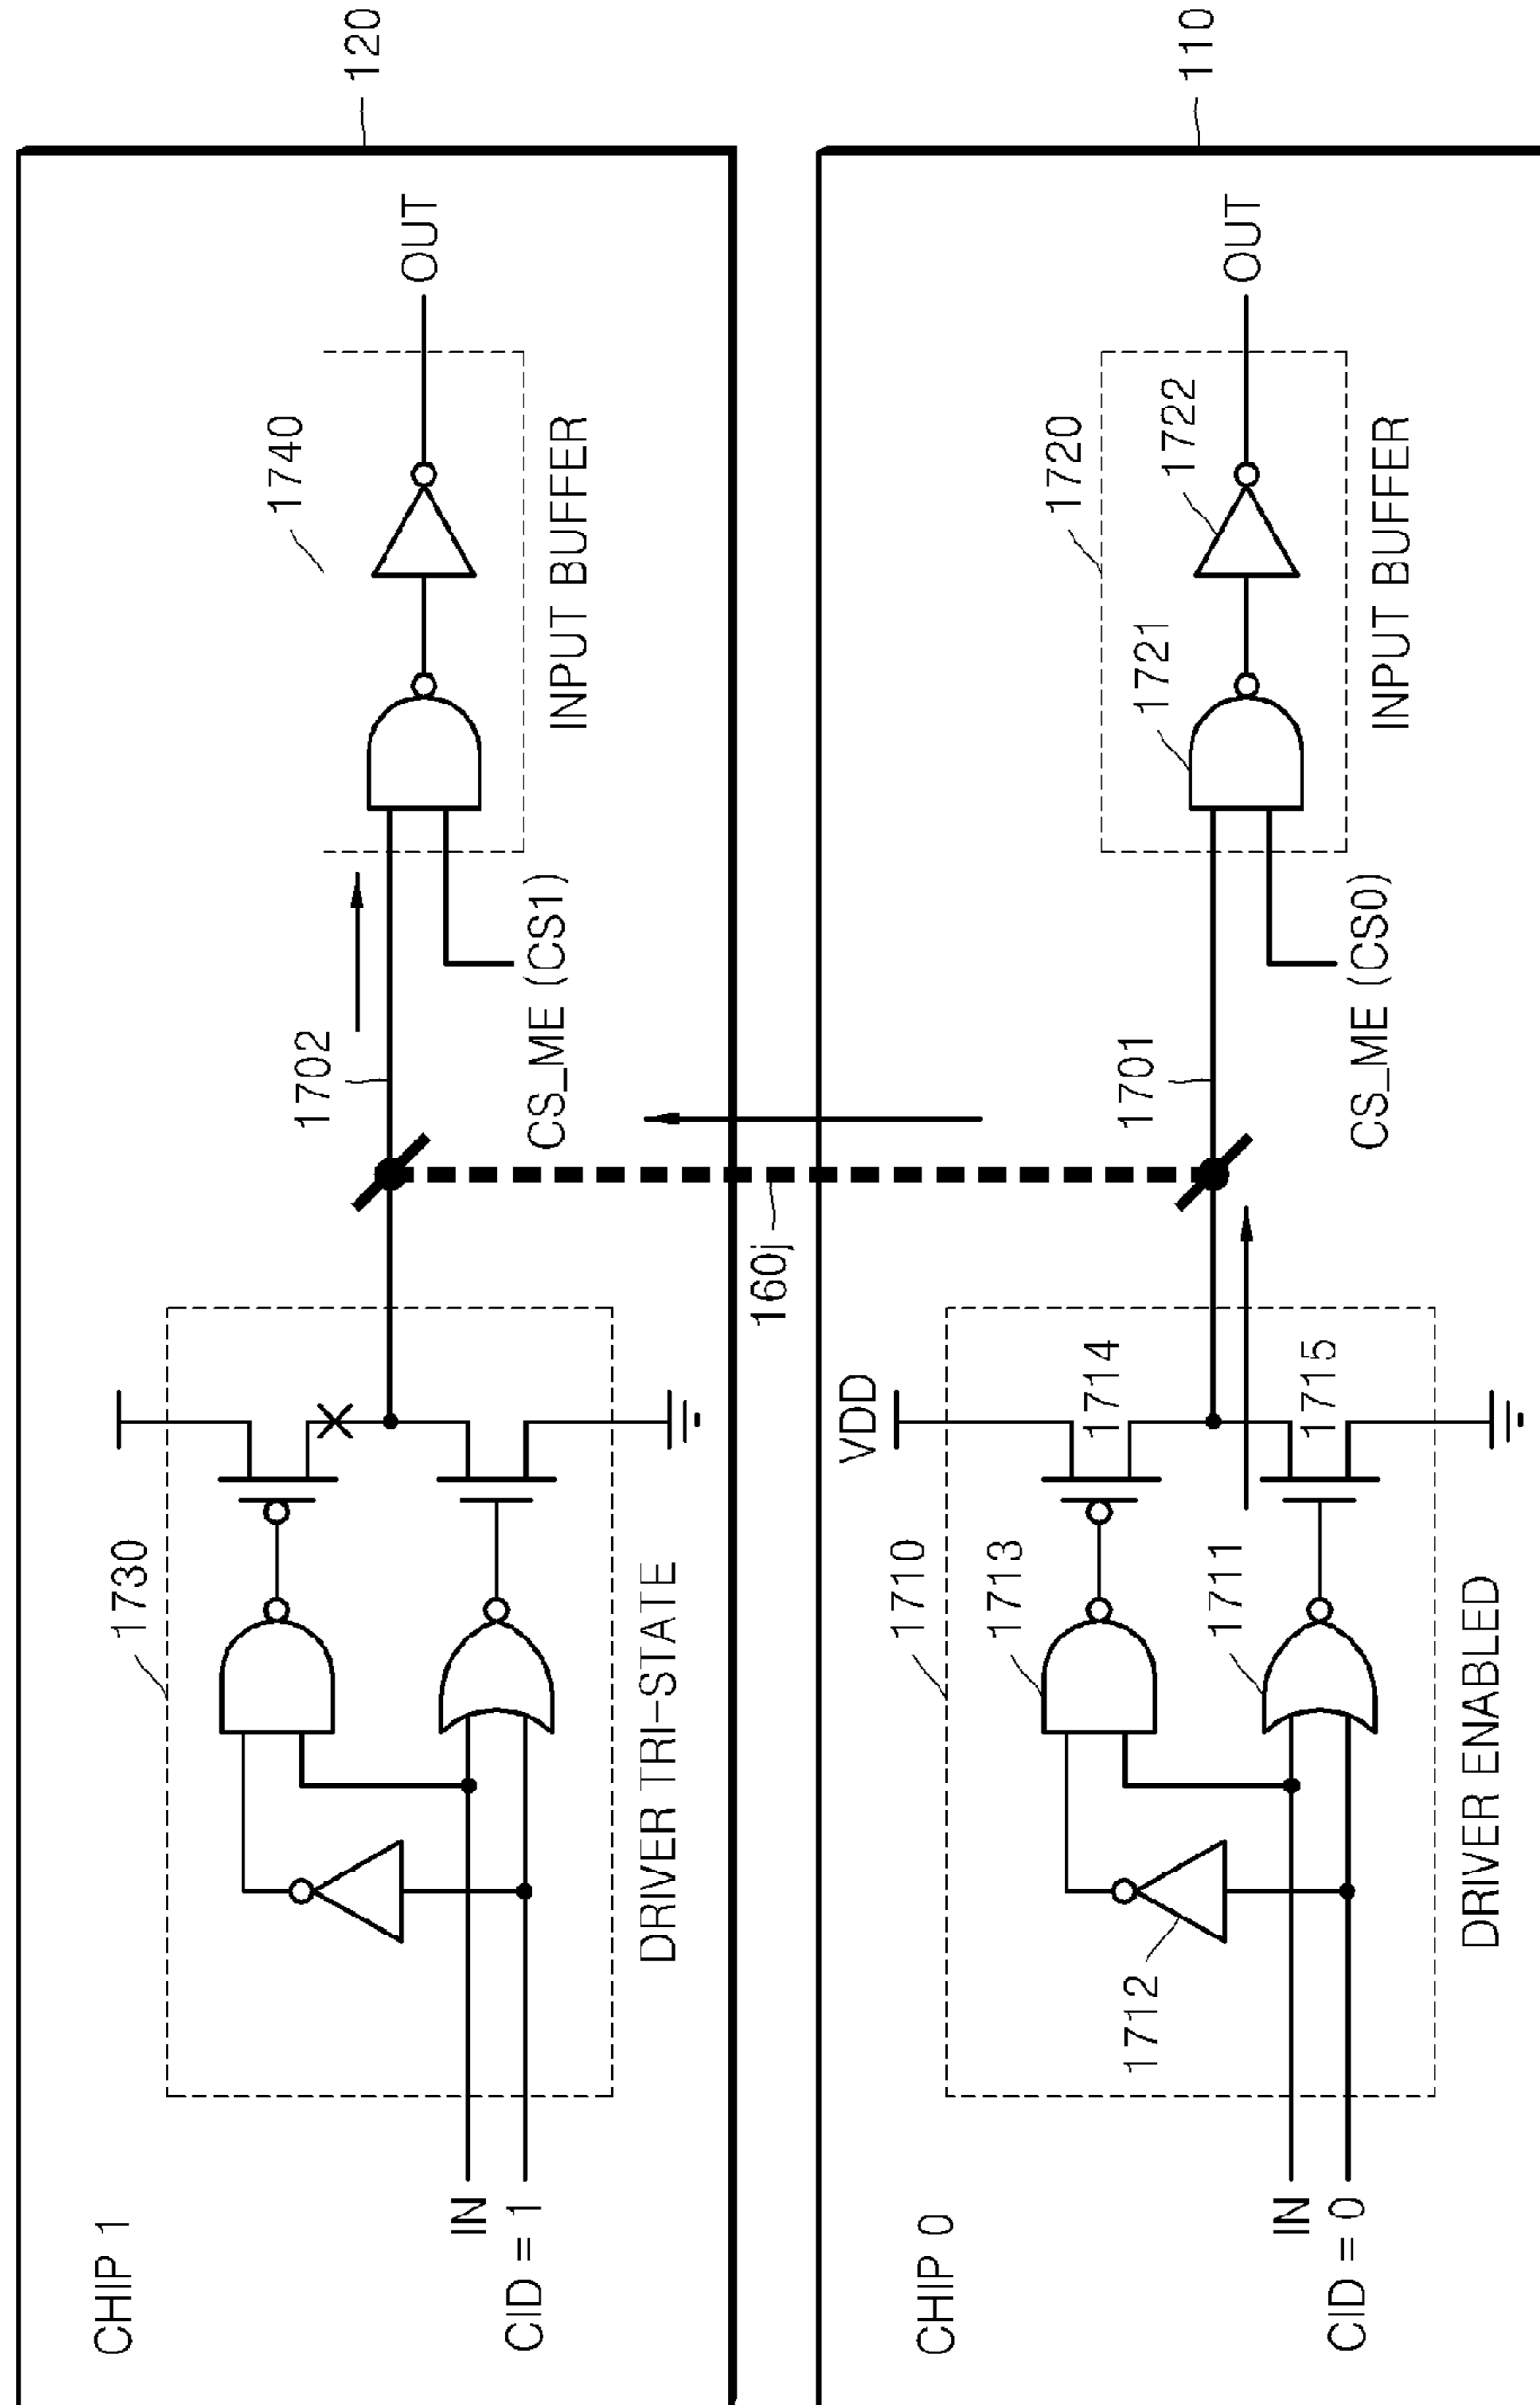 CHIP 1
120
1730
1740
1702
OUT
IN
CID = 1
CS_ME (CS1)
INPUT BUFFER
DRIVER TRI-STATE
160j
CHIP 0
110
VDD
1710
1713
1714
1720
1721
1722
1701
1712
1711
1715
OUT
IN
CID = 0
CS_ME (CS0)
INPUT BUFFER
DRIVER ENABLED